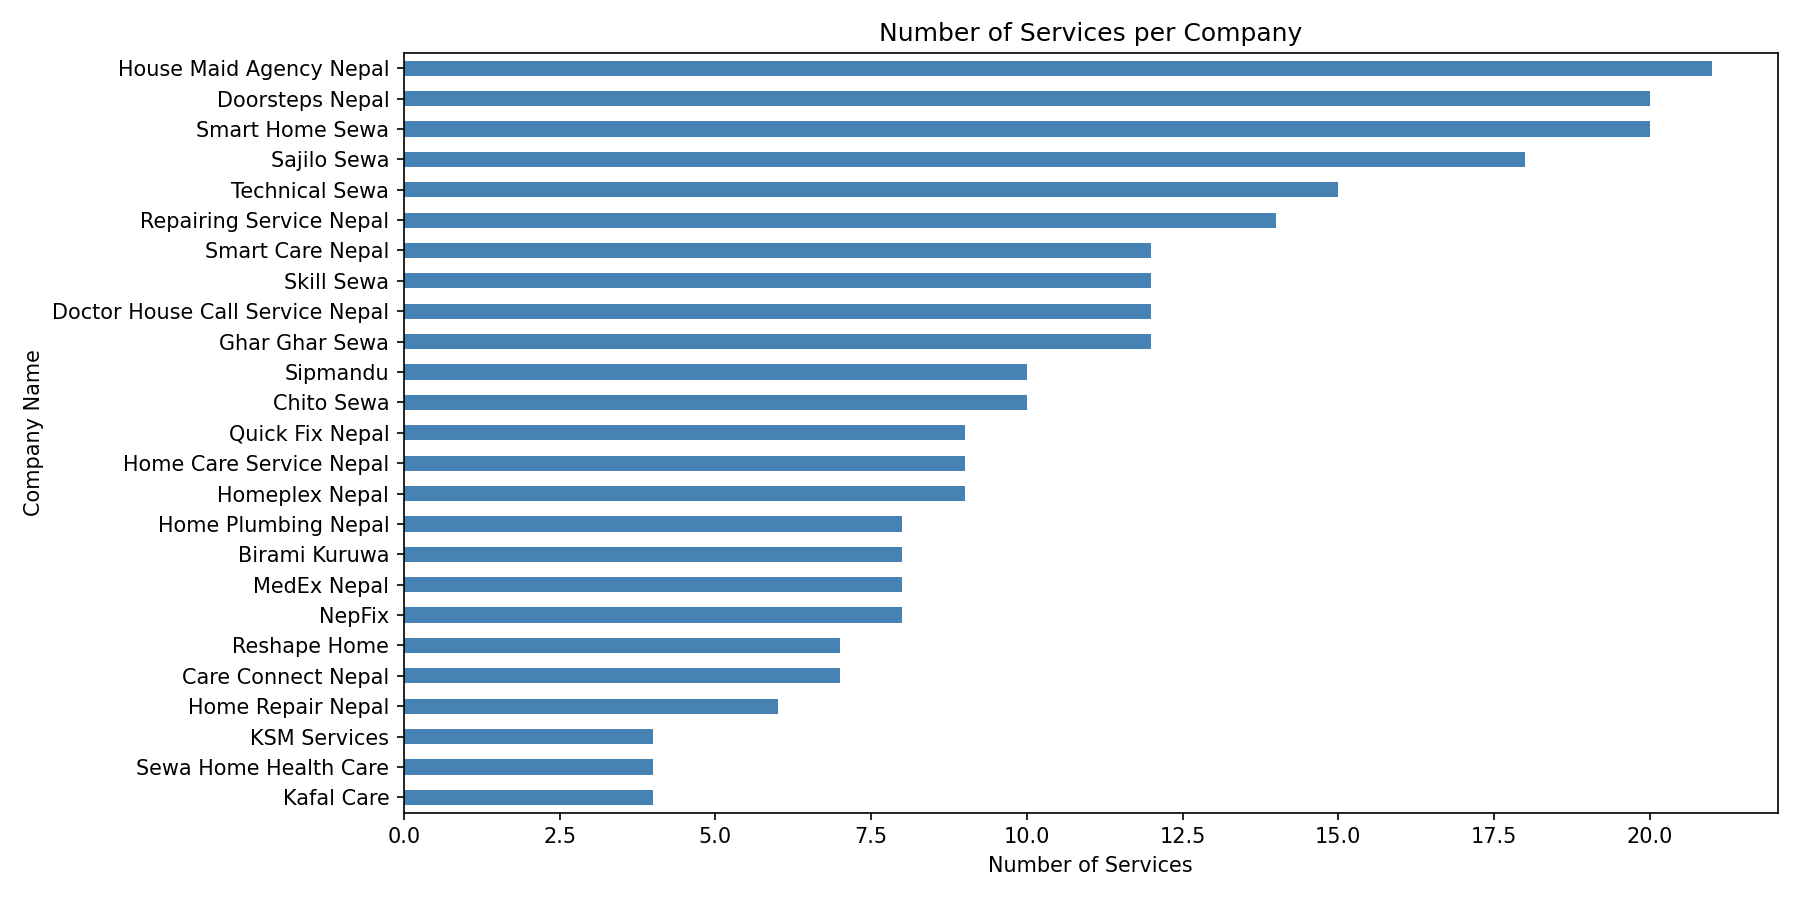 Number of Services per Company
House Maid Agency Nepal
Doorsteps Nepal
Smart Home Sewa
Sajilo Sewa
Technical Sewa
Repairing Service Nepal
Smart Care Nepal
Skill Sewa
Doctor House Call Service Nepal
Ghar Ghar Sewa
Sipmandu
Chito Sewa
Quick Fix Nepal
Home Care Service Nepal
Homeplex Nepal
Home Plumbing Nepal
Birami Kuruwa
MedEx Nepal
NepFix
Reshape Home
Care Connect Nepal
Home Repair Nepal
KSM Services
Sewa Home Health Care
Kafal Care
Company Name
0.0 2.5 5.0 7.5 10.0 12.5 15.0 17.5 20.0
Number of Services